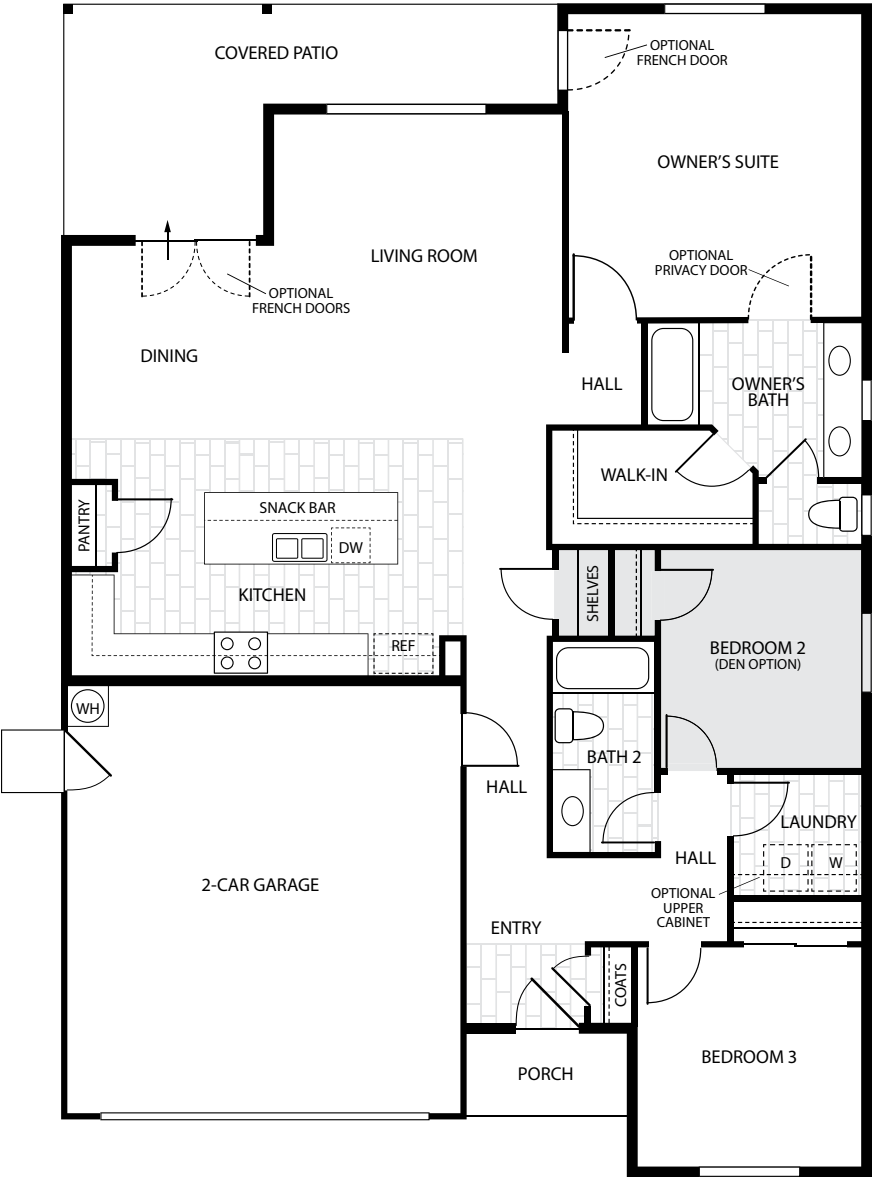 COVERED PATIO
OPTIONAL
FRENCH DOOR
OWNER'S SUITE
LIVING ROOM
OPTIONAL
PRIVACY DOOR
OPTIONAL
FRENCH DOORS
DINING
HALL
OWNER'S
BATH
WALK-IN
PANTRY
SNACK BAR
DW
KITCHEN
SHELVES
REF
BEDROOM 2
(DEN OPTION)
WH
BATH 2
HALL
LAUNDRY
D
W
HALL
2-CAR GARAGE
OPTIONAL
UPPER
CABINET
ENTRY
COATS
PORCH
BEDROOM 3